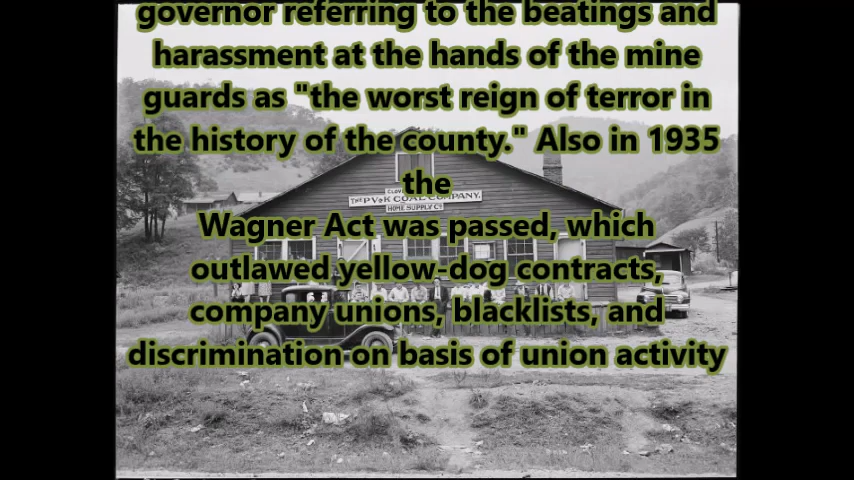 governor referring to the beatings and
harassment at the hands of the mine
guards as "the worst reign of terror in
the history of the county." Also in 1935
the
Wagner Act was passed, which
outlawed yellow-dog contracts,
company unions, blacklists, and
discrimination on basis of union activity
THE P V & K COAL COMPANY.
HOME SUPPLY Co